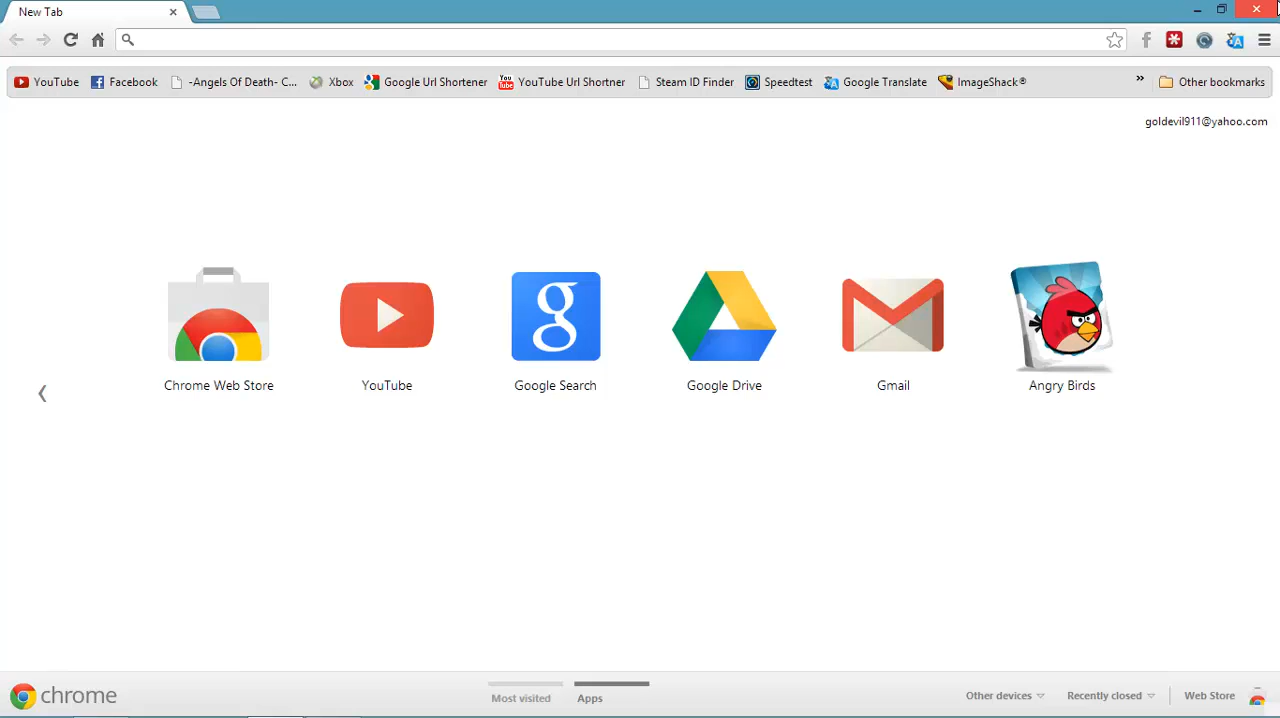 New Tab
YouTube Facebook -Angels Of Death- C... Xbox Google Url Shortener YouTube Url Shortner Steam ID Finder Speedtest Google Translate ImageShack® » Other bookmarks
goldevil911@yahoo.com
Chrome Web Store YouTube Google Search Google Drive Gmail Angry Birds
chrome Most visited Apps Other devices Recently closed Web Store